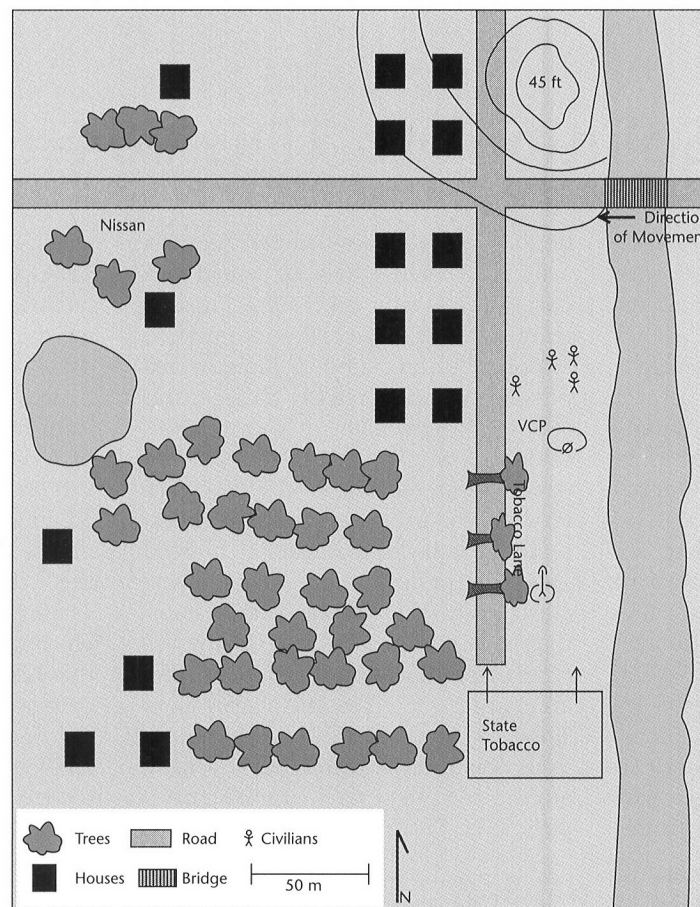 45 ft
Nissan
Directio
of Movemen
VCP
Tobacco Lane
State
Tobacco
Trees
Road
Civilians
Houses
Bridge
50 m
N